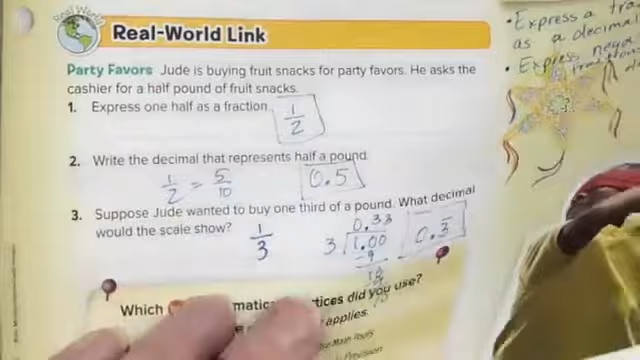 Real World
Real-World Link
• Express a
as a decimal
• Express
Party Favors Jude is buying fruit snacks for party favors. He asks the
cashier for a half pound of fruit snacks.
1. Express one half as a fraction.
1/2
2. Write the decimal that represents half a pound.
1/2 = 5/10
0.5
3. Suppose Jude wanted to buy one third of a pound. What decimal
would the scale show?
1/3
0.33
3 1.00
-9
10
Which
did you use?
applies.